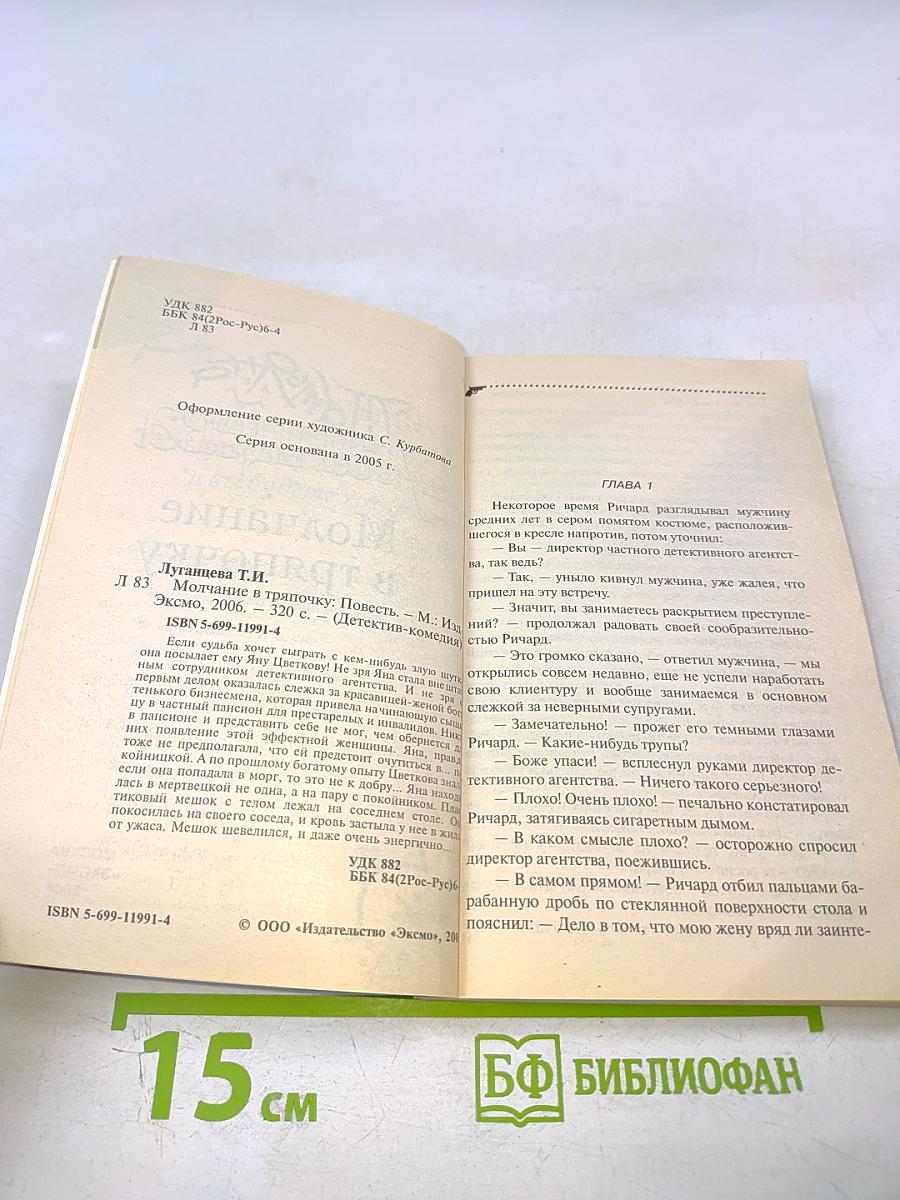 УДК 882
ББК 84(2Рос-Рус)6-4
Л 83
Оформление серии художника С. Курбатова
Серия основана в 2005 г.
Луганцева Т.И.
Л 83 Молчание в тряпочку: Повесть. — М.: Изд
Эксмо, 2006. — 320 с. — (Детектив-комедия)
ISBN 5-699-11991-4
Если судьба хочет сыграть с кем-нибудь злую шутк
она посылает ему Яну Цветкову! Не зря Яна стала внештат
ным сотрудником детективного агентства. И не зря
первым делом оказалась слежка за красавицей-женой бога
тенького бизнесмена, которая привела начинающую сыщи
цу в частный пансион для престарелых и инвалидов. Никт
в пансионе и представить себе не мог, чем обернется д
них появление этой эффектной женщины. Яна, правд
тоже не предполагала, что ей предстоит очутиться в... по
койницкой. А по прошлому богатому опыту Цветкова знал
если она попадала в морг, то это не к добру... Яна наход
лась в мертвецкой не одна, а на пару с покойником. Плас
тиковый мешок с телом лежал на соседнем столе. О
покосилась на своего соседа, и кровь застыла у нее в жила
от ужаса. Мешок шевелился, и даже очень энергично...
УДК 882
ББК 84(2Рос-Рус)6-
ISBN 5-699-11991-4
© ООО «Издательство «Эксмо», 200
Молчание
в тряпочку
ГЛАВА 1
Некоторое время Ричард разглядывал мужчину
средних лет в сером помятом костюме, расположив-
шегося в кресле напротив, потом уточнил:
— Вы — директор частного детективного агентст-
ва, так ведь?
— Так, — уныло кивнул мужчина, уже жалея, что
пришел на эту встречу.
— Значит, вы занимаетесь раскрытием преступле-
ний? — продолжал радовать своей сообразительно-
стью Ричард.
— Это громко сказано, — ответил мужчина, — мы
открылись совсем недавно, еще не успели наработать
свою клиентуру и вообще занимаемся в основном
слежкой за неверными супругами.
— Замечательно! — прожег его темными глазами
Ричард. — Какие-нибудь трупы?
— Боже упаси! — всплеснул руками директор де-
тективного агентства. — Ничего такого серьезного!
— Плохо! Очень плохо! — печально констатировал
Ричард, затягиваясь сигаретным дымом.
— В каком смысле плохо? — осторожно спросил
директор агентства, поежившись.
— В самом прямом! — Ричард отбил пальцами ба-
рабанную дробь по стеклянной поверхности стола и
пояснил: — Дело в том, что мою жену вряд ли заинте-
15 см
БФ БИБЛИОФАН